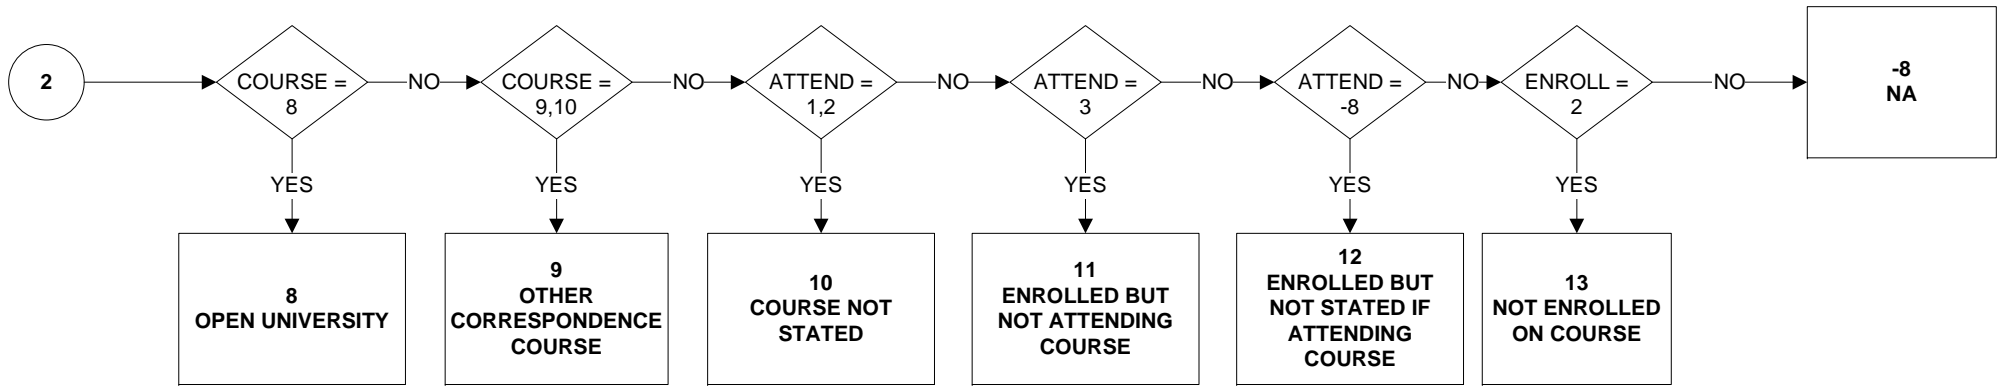 2
COURSE =
8
NO
COURSE =
9,10
NO
ATTEND =
1,2
NO
ATTEND =
3
NO
ATTEND =
-8
NO
ENROLL =
2
NO
-8
NA
YES
YES
YES
YES
YES
YES
8
OPEN UNIVERSITY
9
OTHER
CORRESPONDENCE
COURSE
10
COURSE NOT
STATED
11
ENROLLED BUT
NOT ATTENDING
COURSE
12
ENROLLED BUT
NOT STATED IF
ATTENDING
COURSE
13
NOT ENROLLED
ON COURSE